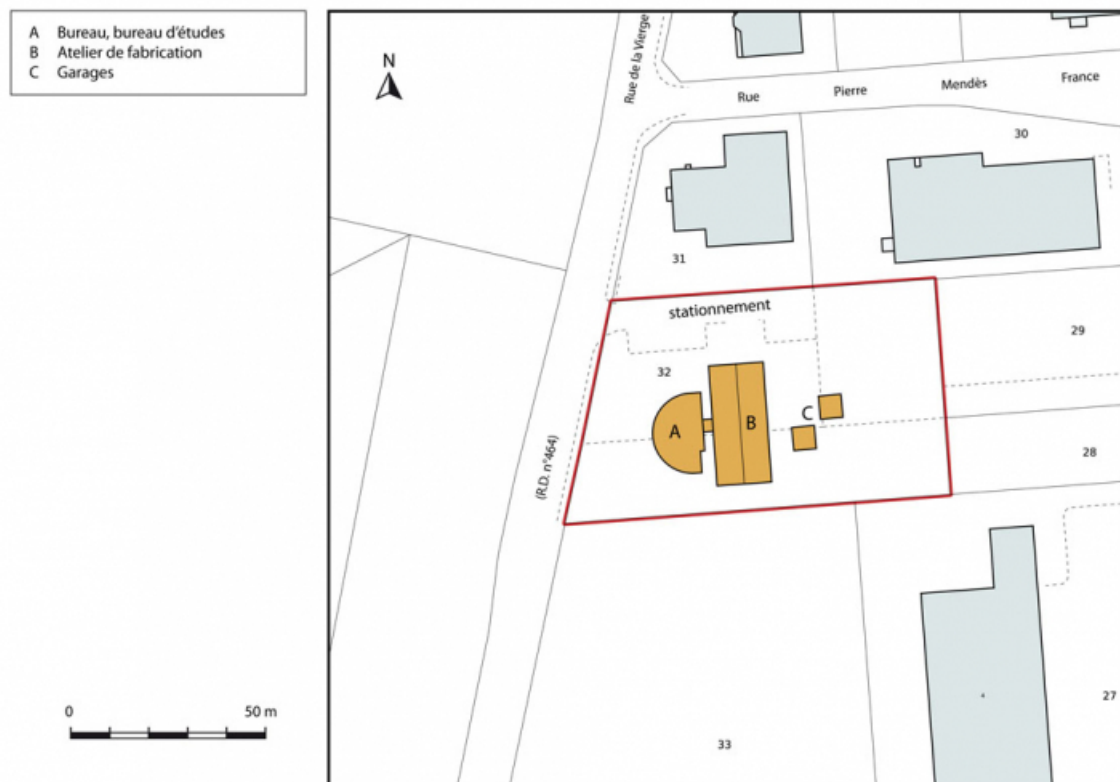 A Bureau, bureau d'études
B Atelier de fabrication
C Garages
N
Rue de la Vierge
Rue Pierre Mendès France
30
31
stationnement
29
32
A
B
C
28
(R.D. n°464)
0 50 m
4
27
33